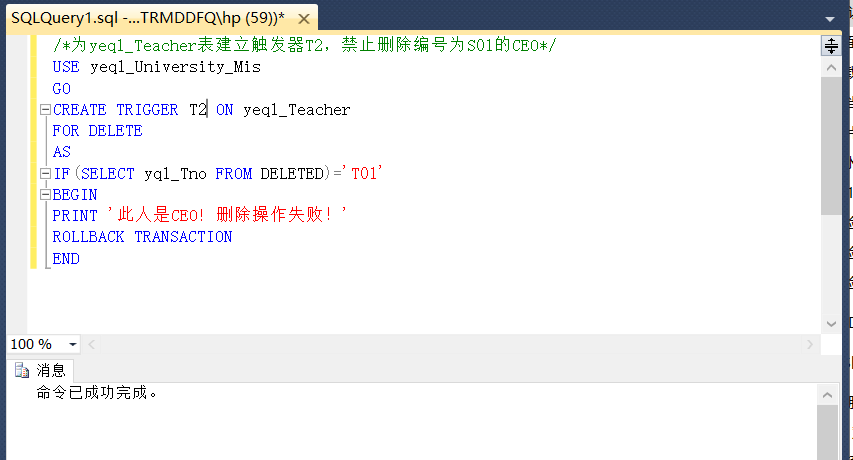 SQLQuery1.sql -...TRMDDFQ\hp (59))*
/*为yeql_Teacher表建立触发器T2, 禁止删除编号为S01的CEO*/
USE yeql_University_Mis
GO
CREATE TRIGGER T2 ON yeql_Teacher
FOR DELETE
AS
IF(SELECT yql_Tno FROM DELETED)='T01'
BEGIN
PRINT '此人是CEO! 删除操作失败! '
ROLLBACK TRANSACTION
END
100 %
消息
命令已成功完成。